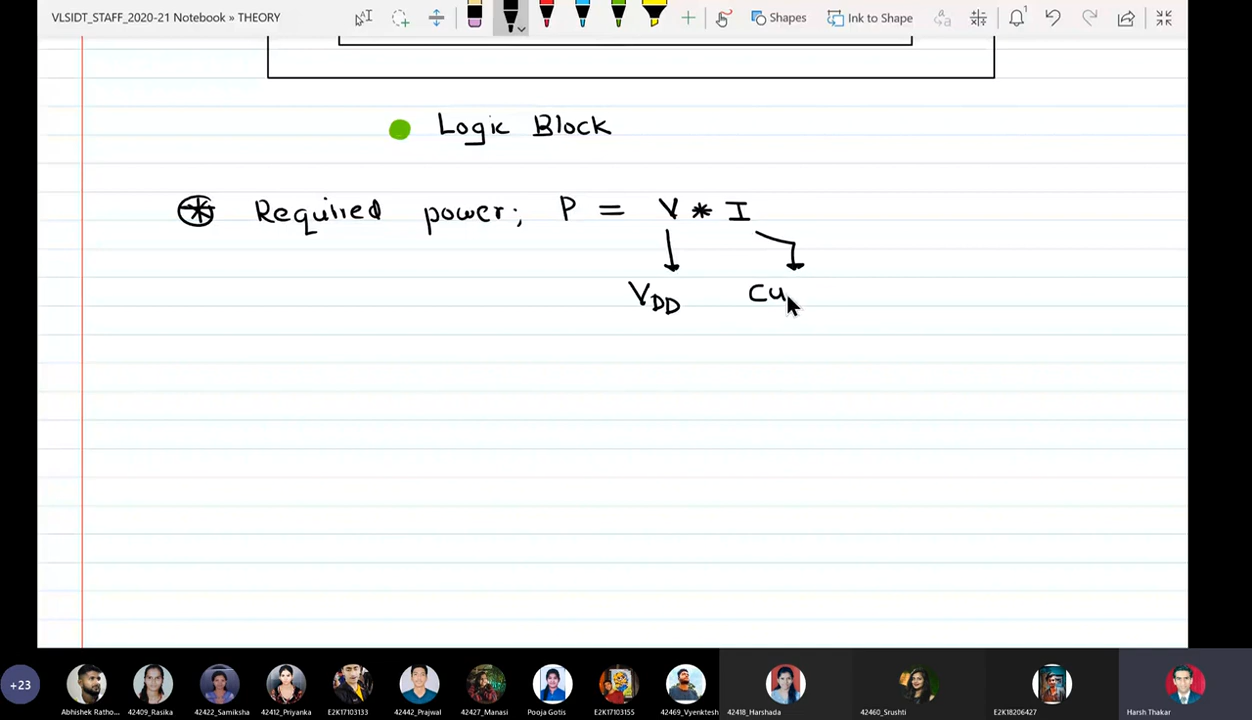 VLSIDT_STAFF_2020-21 Notebook » THEORY
Shapes
Ink to Shape
Logic Block
Required power; P = V * I
VDD Cu
+23
Abhishek Ratho...
42409_Rasika
42422_Samiksha
42412_Priyanka
E2K17103133
42442_Prajwal
42427_Manasi
Pooja Gotis
E2K17103155
42469_Vyenktesh
42418_Harshada
42460_Srushti
E2K18206427
Harsh Thakar